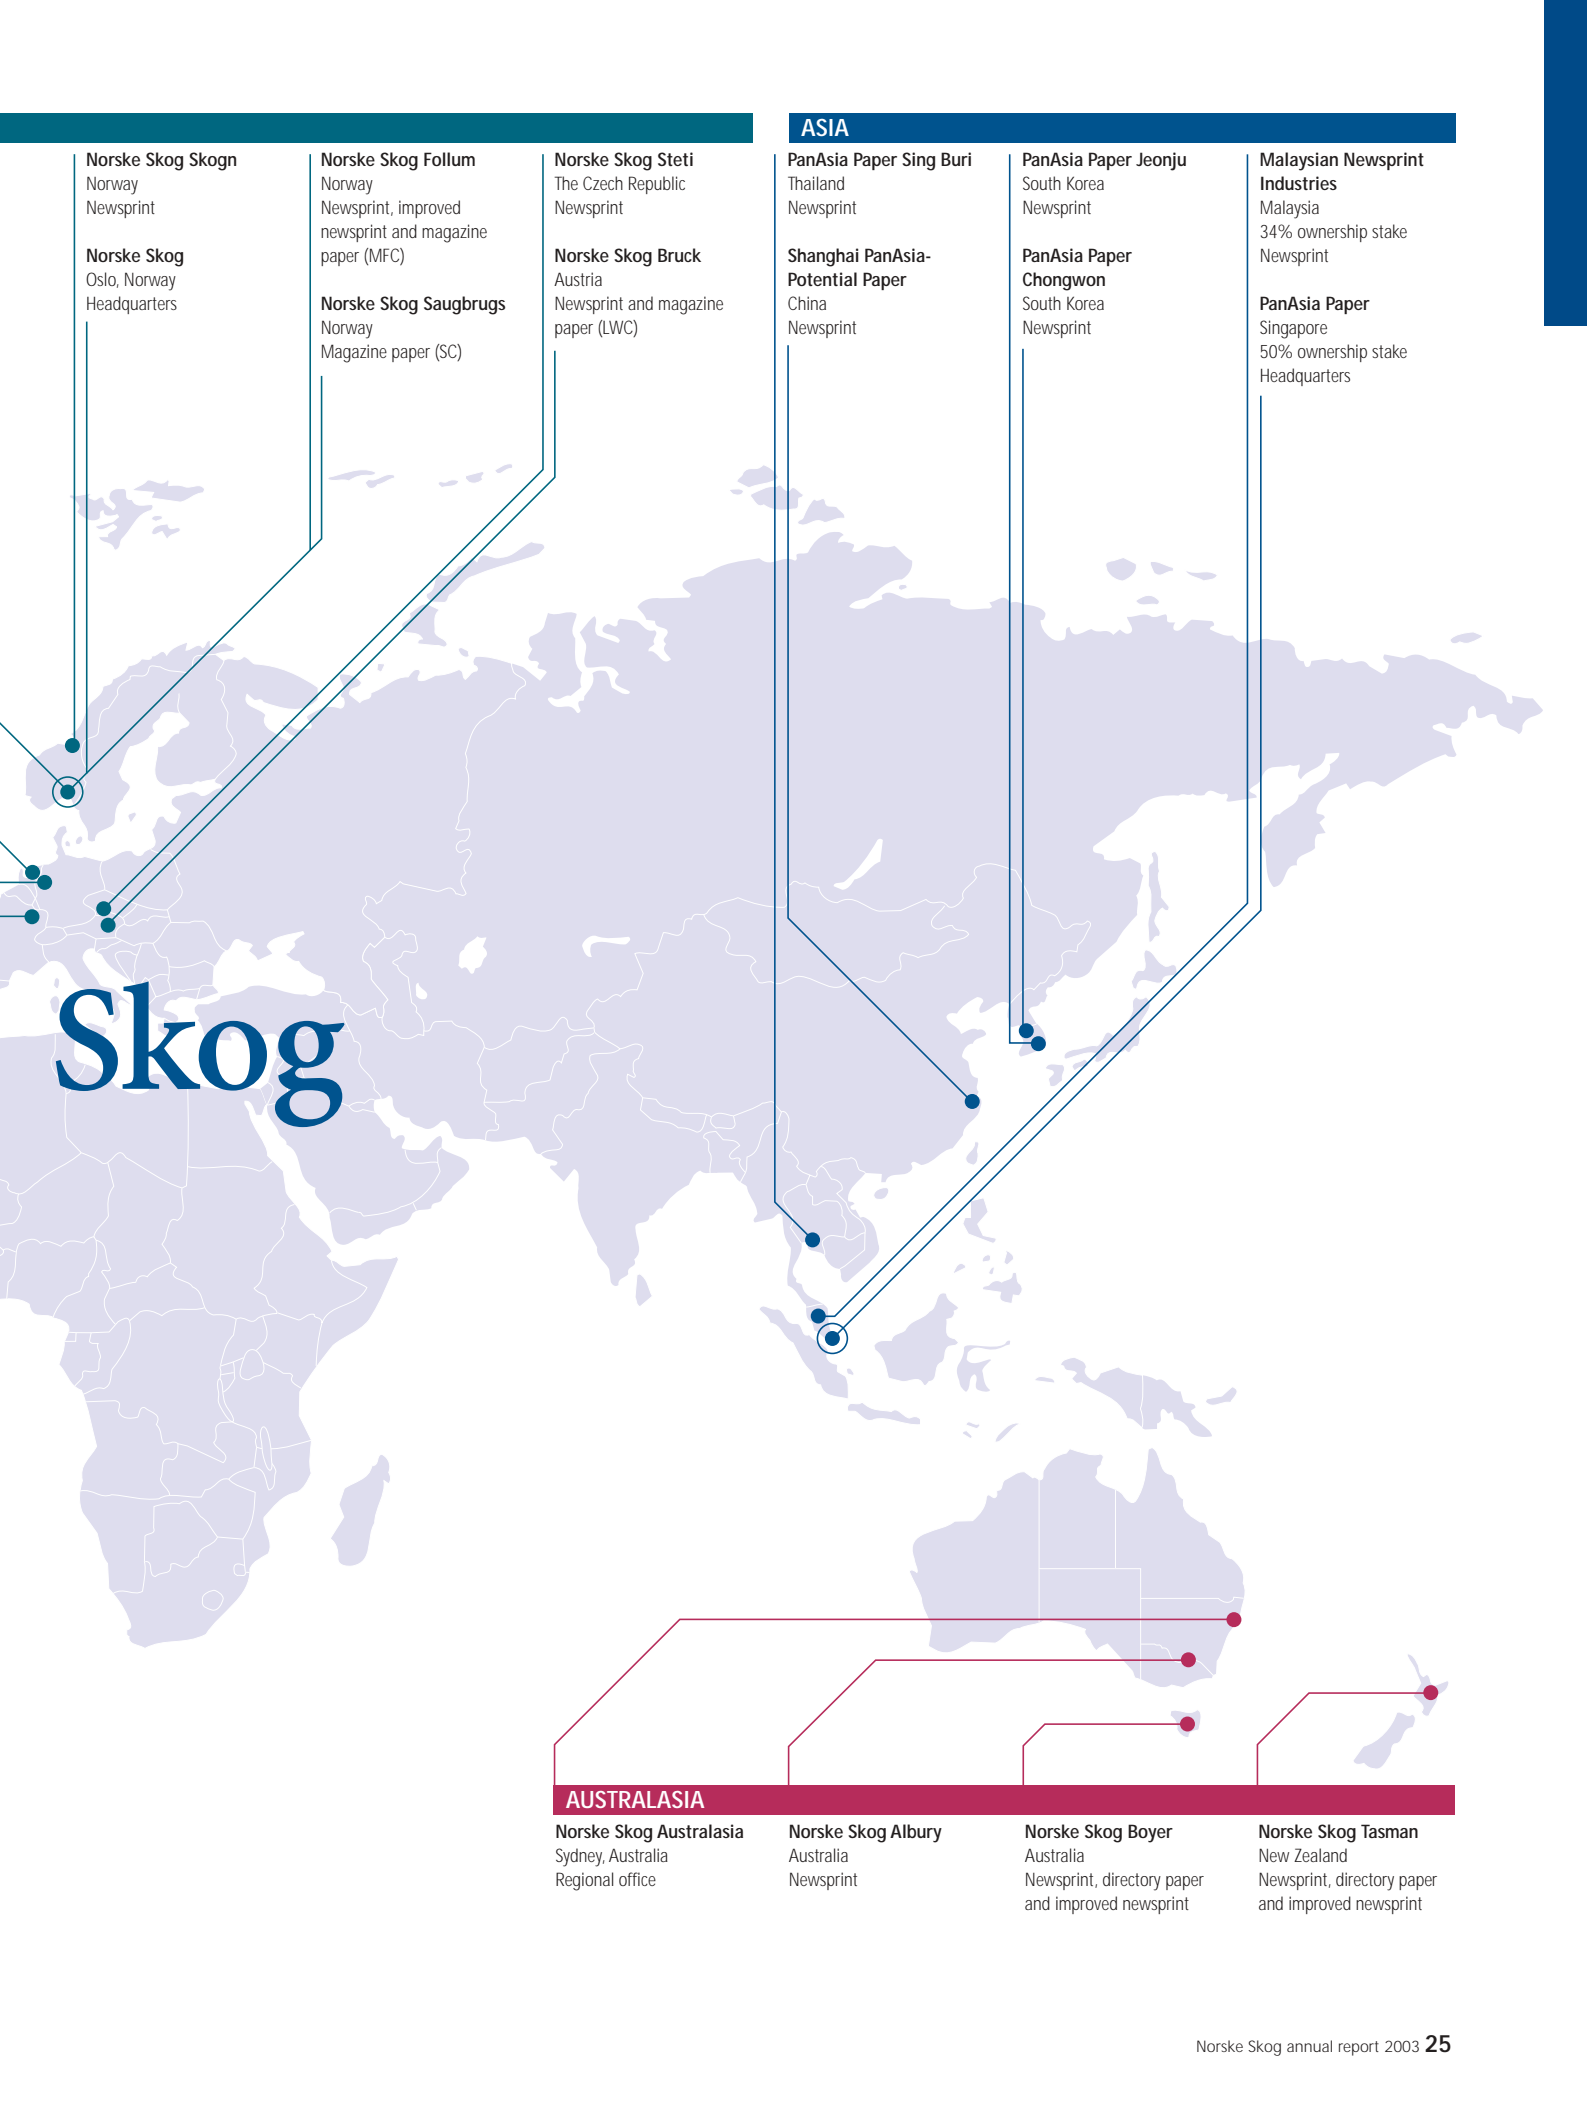 ASIA
Norske Skog Skogn
Norway
Newsprint
Norske Skog
Oslo, Norway
Headquarters
Norske Skog Follum
Norway
Newsprint, improved
newsprint and magazine
paper (MFC)
Norske Skog Saugbrugs
Norway
Magazine paper (SC)
Norske Skog Steti
The Czech Republic
Newsprint
Norske Skog Bruck
Austria
Newsprint and magazine
paper (LWC)
PanAsia Paper Sing Buri
Thailand
Newsprint
Shanghai PanAsia-
Potential Paper
China
Newsprint
PanAsia Paper Jeonju
South Korea
Newsprint
PanAsia Paper
Chongwon
South Korea
Newsprint
Malaysian Newsprint
Industries
Malaysia
34% ownership stake
Newsprint
PanAsia Paper
Singapore
50% ownership stake
Headquarters
Skog
AUSTRALASIA
Norske Skog Australasia
Sydney, Australia
Regional office
Norske Skog Albury
Australia
Newsprint
Norske Skog Boyer
Australia
Newsprint, directory paper
and improved newsprint
Norske Skog Tasman
New Zealand
Newsprint, directory paper
and improved newsprint
Norske Skog annual report 2003 25